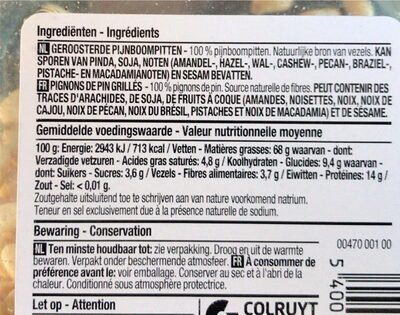 Ingrediënten - Ingrédients
NL GEROOSTERDE PIJNBOOMPITTEN - 100 % pijnboompitten. Natuurlijke bron van vezels. KAN
SPOREN VAN PINDA, SOJA, NOTEN (AMANDEL-, HAZEL-, WAL-, CASHEW-, PECAN-, BRAZIEL-,
PISTACHE- EN MACADAMIANOTEN) EN SESAM BEVATTEN.
FR PIGNONS DE PIN GRILLÉS - 100 % pignons de pin. Source naturelle de fibres. PEUT CONTENIR DES
TRACES D'ARACHIDES, DE SOJA, DE FRUITS À COQUE (AMANDES, NOISETTES, NOIX, NOIX DE
CAJOU, NOIX DE PÉCAN, NOIX DU BRÉSIL, PISTACHES ET NOIX DE MACADAMIA) ET DE SÉSAME.
Gemiddelde voedingswaarde - Valeur nutritionnelle moyenne
100 g: Energie: 2943 kJ / 713 kcal / Vetten - Matières grasses: 68 g waarvan - dont:
Verzadigde vetzuren - Acides gras saturés: 4,8 g / Koolhydraten - Glucides: 9,4 g waarvan -
dont: Suikers - Sucres: 3,6 g / Vezels - Fibres alimentaires: 3,7 g / Eiwitten - Protéines: 14 g /
Zout - Sel: < 0,01 g.
Zoutgehalte uitsluitend toe te schrijven aan van nature voorkomend natrium.
Teneur en sel exclusivement due à la présence naturelle de sodium.
Bewaring - Conservation
NL Ten minste houdbaar tot: zie verpakking. Droog en uit de warmte
bewaren. Verpakt onder beschermende atmosfeer. FR À consommer de
préférence avant le: voir emballage. Conserver au sec et à l'abri de la
chaleur. Conditionné sous atmosphère protectrice.
00470 001 00
Let op - Attention
COLRUYT
5 400